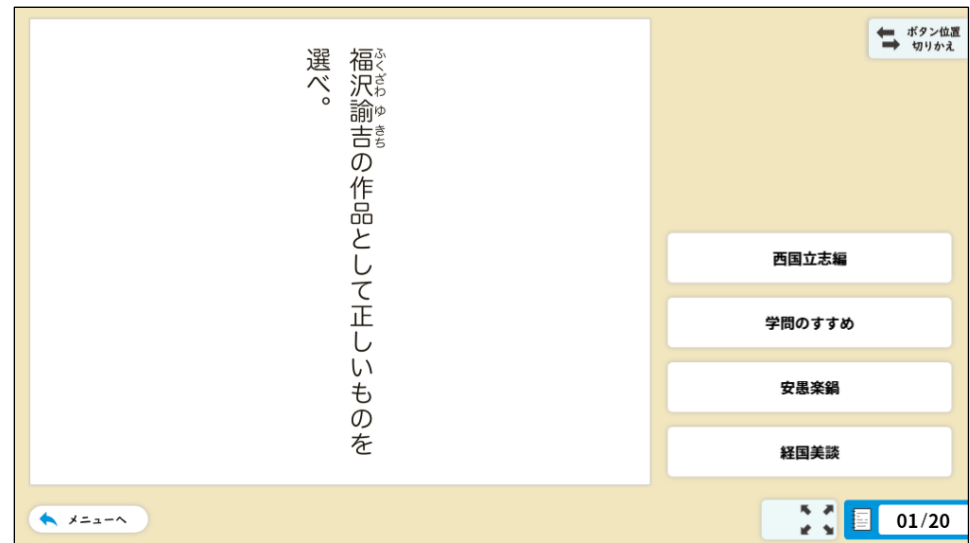 福沢諭吉の作品として正しいものを
ふくざわ ゆ きち
選べ。
ボタン位置
切りかえ
西国立志編
学問のすすめ
安愚楽鍋
経国美談
メニューへ
01/20